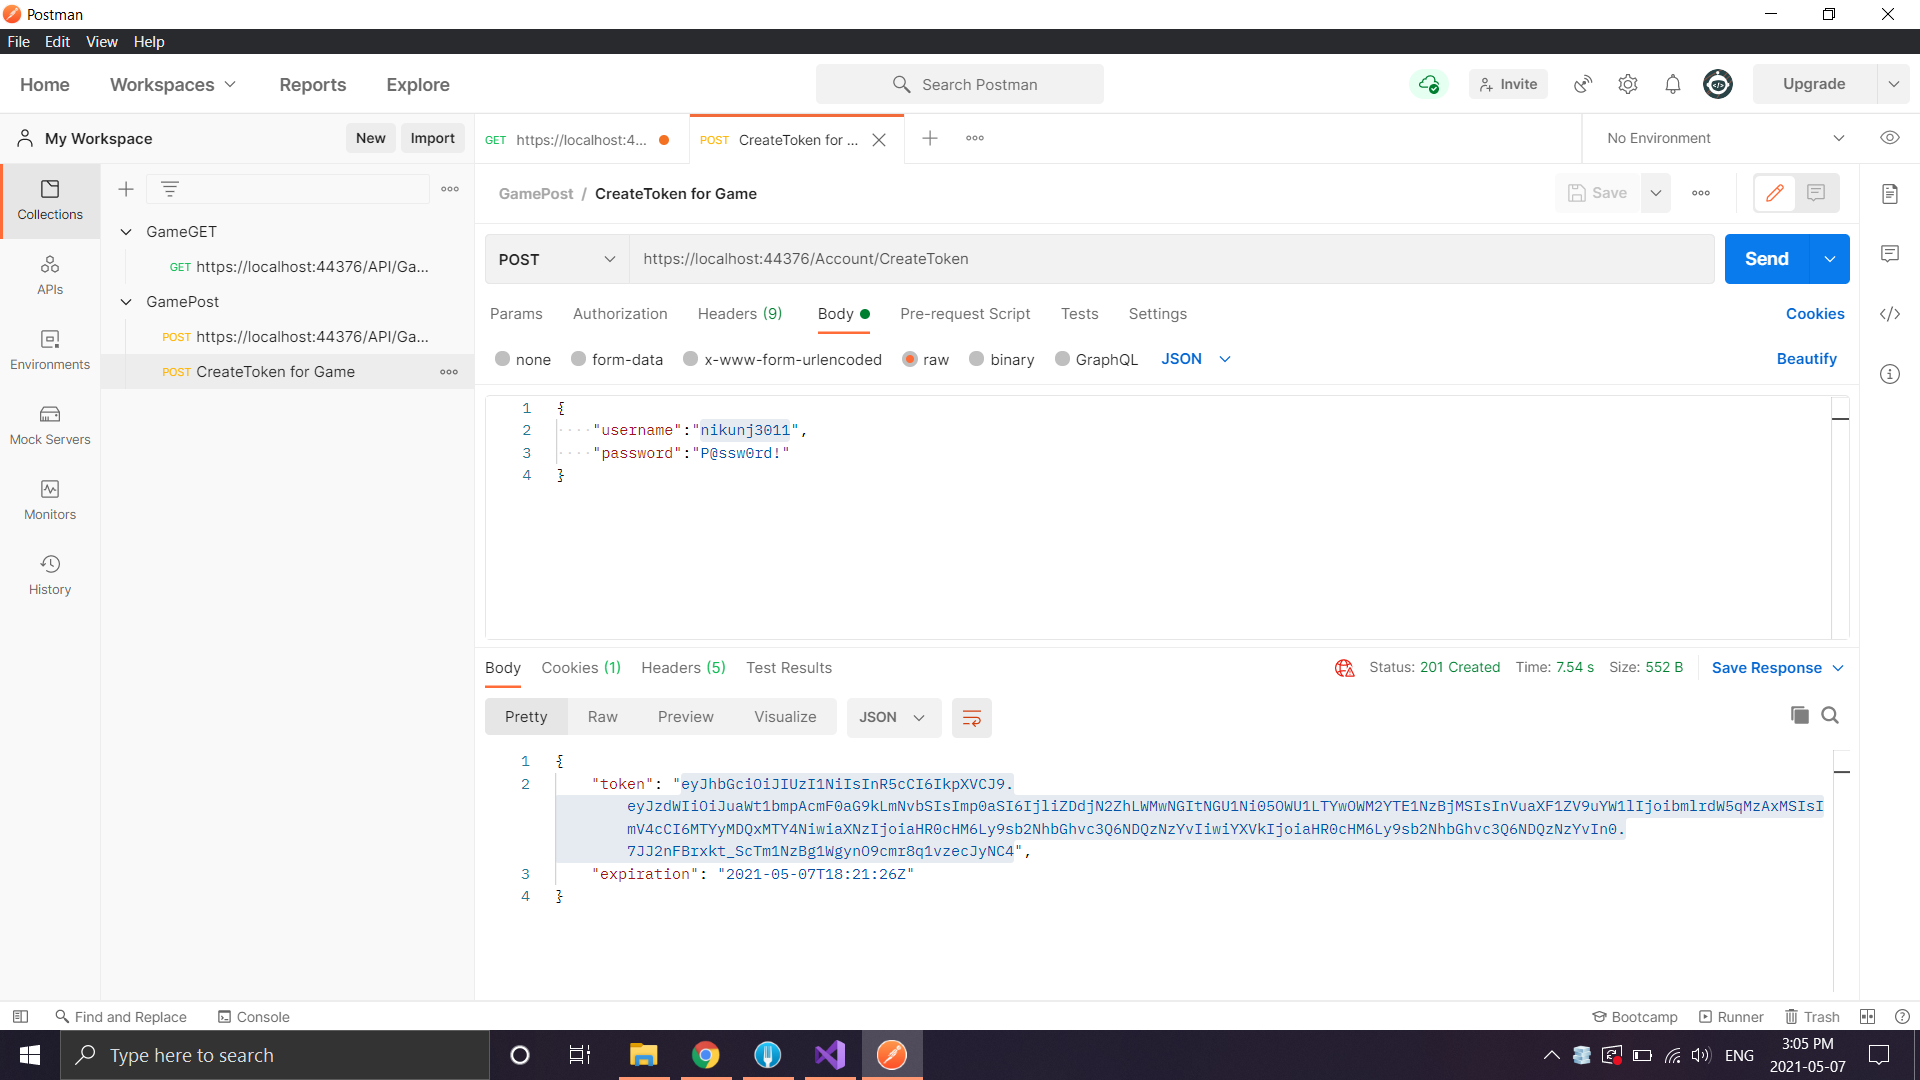 Postman
File Edit View Help
Home Workspaces Reports Explore
Search Postman
Invite
Upgrade
My Workspace New Import
GET https://localhost:4...
POST CreateToken for ...
No Environment
Collections
APIs
Environments
Mock Servers
Monitors
History
GameGET
GET https://localhost:44376/API/Ga...
GamePost
POST https://localhost:44376/API/Ga...
POST CreateToken for Game
GamePost / CreateToken for Game
Save
POST https://localhost:44376/Account/CreateToken
Send
Params Authorization Headers (9) Body Pre-request Script Tests Settings
Cookies
none form-data x-www-form-urlencoded raw binary GraphQL JSON
Beautify
1 {
2 ····"username":"nikunj3011",
3 ····"password":"P@ssw0rd!"
4 }
Body Cookies (1) Headers (5) Test Results
Status: 201 Created Time: 7.54 s Size: 552 B Save Response
Pretty Raw Preview Visualize JSON
1 {
2 "token": "eyJhbGciOiJIUzI1NiIsInR5cCI6IkpXVCJ9.
eyJzdWIiOiJuaWt1bmpAcmF0aG9kLmNvbSIsImp0aSI6IjliZDdjN2ZhLWMwNGItNGU1Ni05OWU1LTYwOWM2YTE1NzBjMSIsInVuaXF1ZV9uYW1lIjoibmlrdW5qMzAxMSIsI
mV4cCI6MTYyMDQxMTY4NiwiaXNzIjoiaHR0cHM6Ly9sb2NhbGhvc3Q6NDQzNzYvIiwiYXVkIjoiaHR0cHM6Ly9sb2NhbGhvc3Q6NDQzNzYvIn0.
7JJ2nFBrxkt_ScTm1NzBg1WgynO9cmr8q1vzecJyNC4",
3 "expiration": "2021-05-07T18:21:26Z"
4 }
Find and Replace Console
Bootcamp Runner Trash
Type here to search
ENG
3:05 PM
2021-05-07